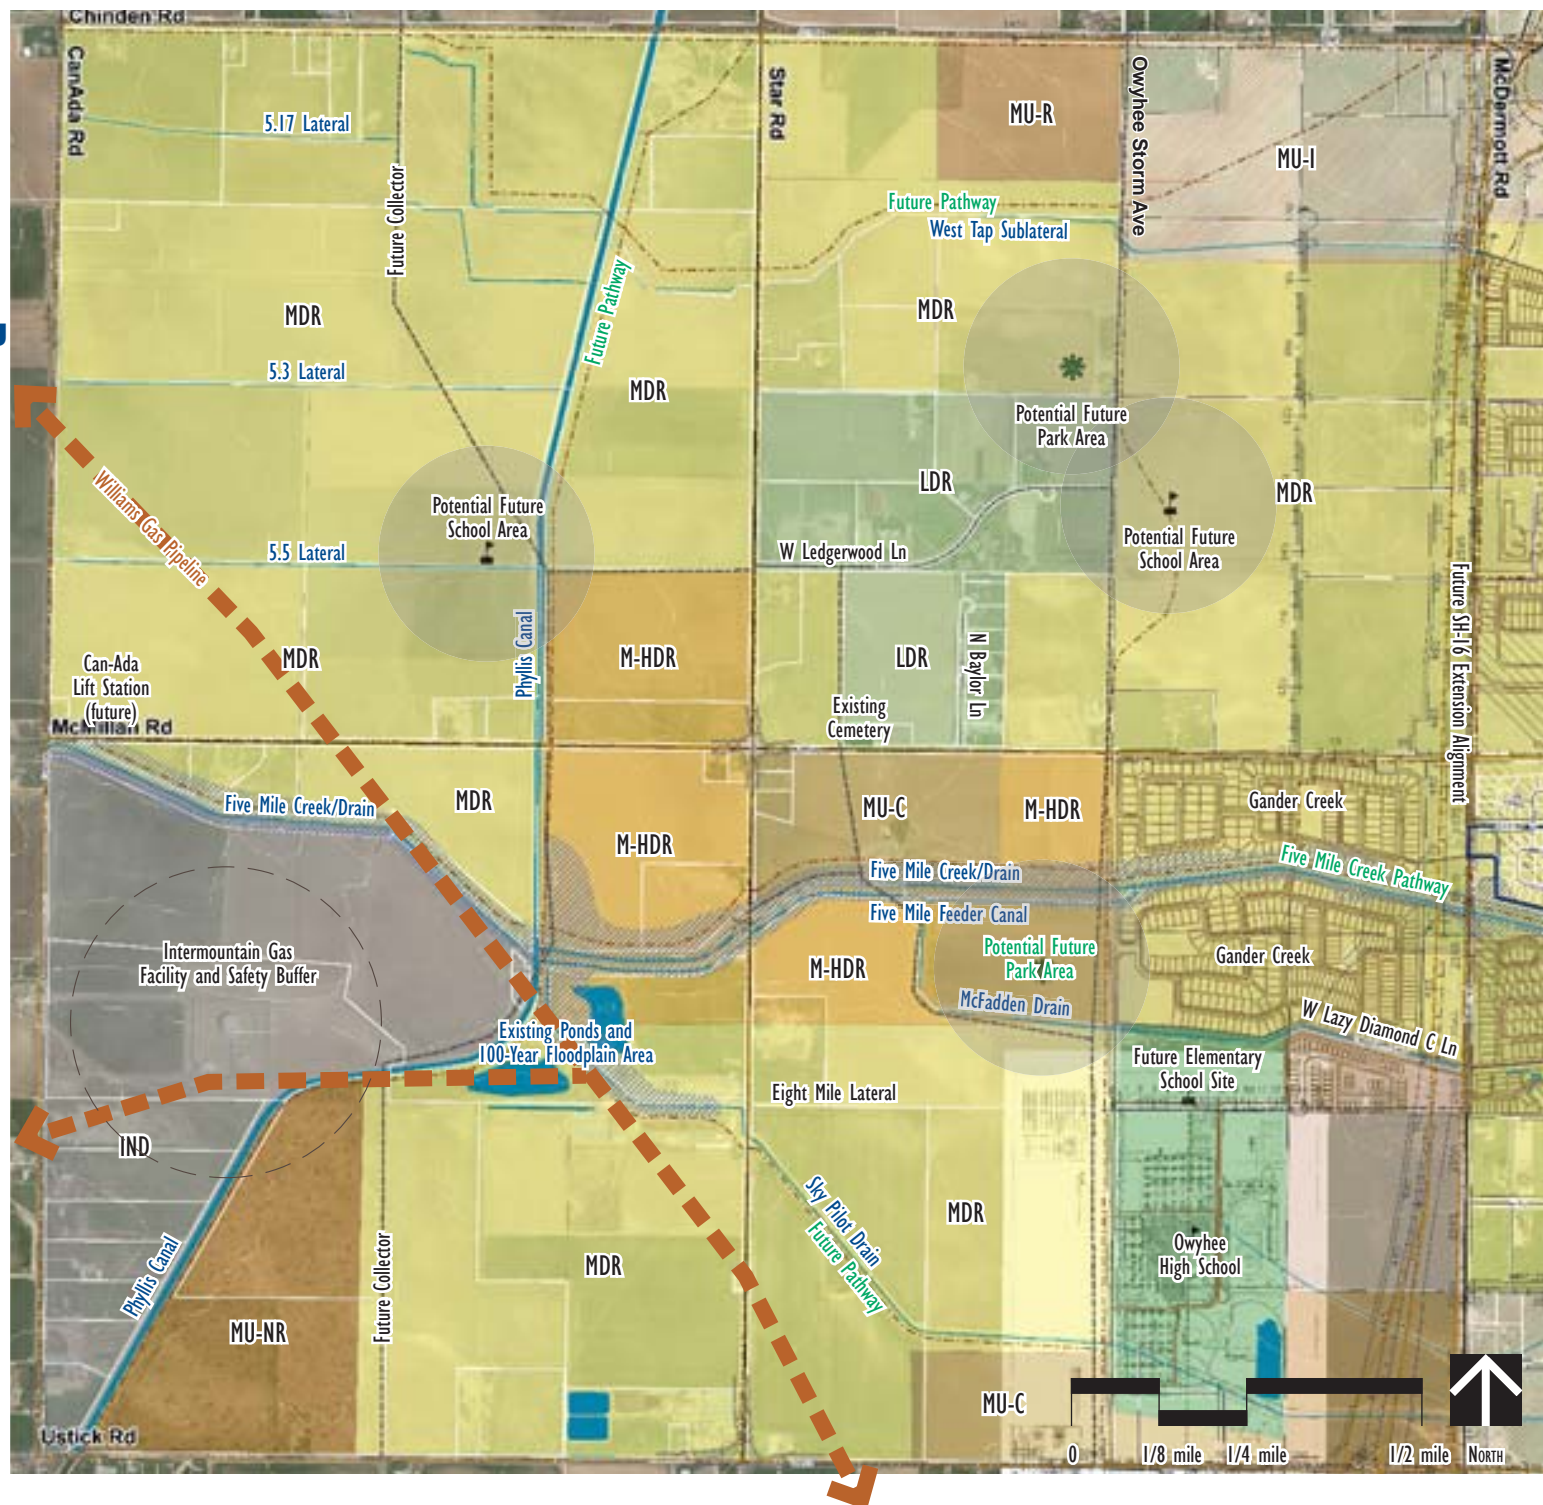 Chinden Rd
CanAda Rd
5.17 Lateral
Future Collector
Star Rd
MU-R
Owyhee Storm Ave
MU-I
McDermott Rd
Future Pathway
West Tap Sublateral
MDR
Future Pathway
MDR
5.3 Lateral
MDR
Potential Future
Park Area
LDR
MDR
Williams Gas Pipeline
Potential Future
School Area
5.5 Lateral
W Ledgerwood Ln
Potential Future
School Area
Future SH-16 Extension Alignment
Phyllis Canal
Can-Ada
Lift Station
(future)
MDR
M-HDR
LDR
N Baylor Ln
Existing
Cemetery
McMillan Rd
Five Mile Creek/Drain
MDR
M-HDR
MU-C
M-HDR
Gander Creek
Five Mile Creek/Drain
Five Mile Creek Pathway
Five Mile Feeder Canal
Intermountain Gas
Facility and Safety Buffer
M-HDR
Potential Future
Park Area
Gander Creek
McFadden Drain
W Lazy Diamond C Ln
Existing Ponds and
100-Year Floodplain Area
Future Elementary
School Site
Eight Mile Lateral
IND
Sky Pilot Drain
Future Pathway
MDR
Owyhee
High School
Phyllis Canal
Future Collector
MDR
MU-NR
MU-C
Ustick Rd
0
1/8 mile
1/4 mile
1/2 mile
North